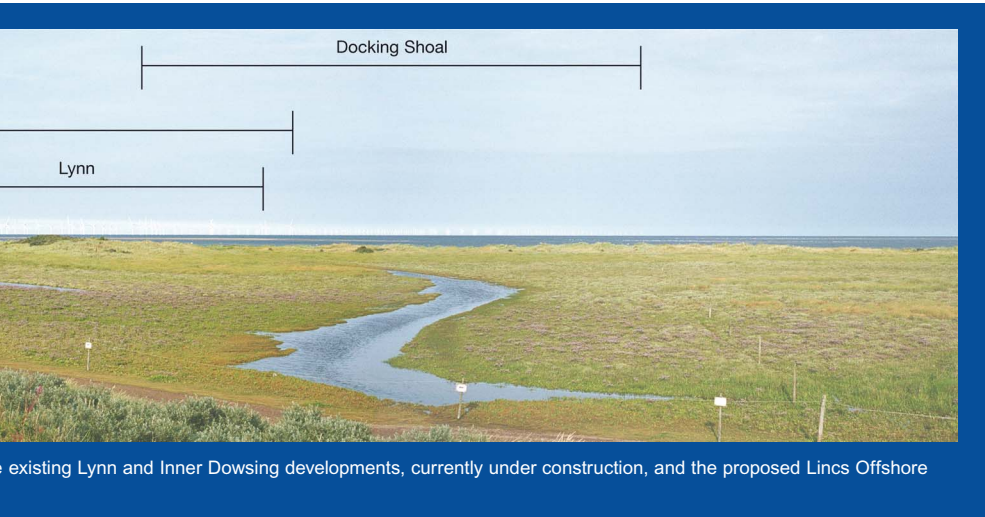 Docking Shoal
Lynn
existing Lynn and Inner Dowsing developments, currently under construction, and the proposed Lincs Offshore